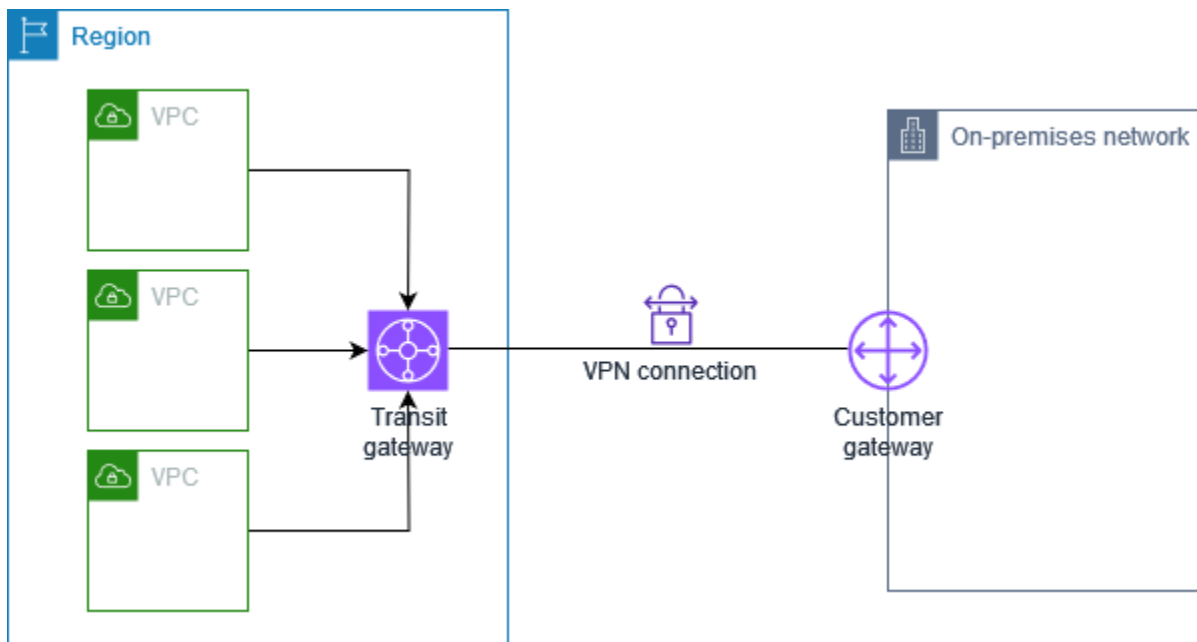 Region
VPC
On-premises network
VPC
VPN connection
Transit
gateway
Customer
gateway
VPC